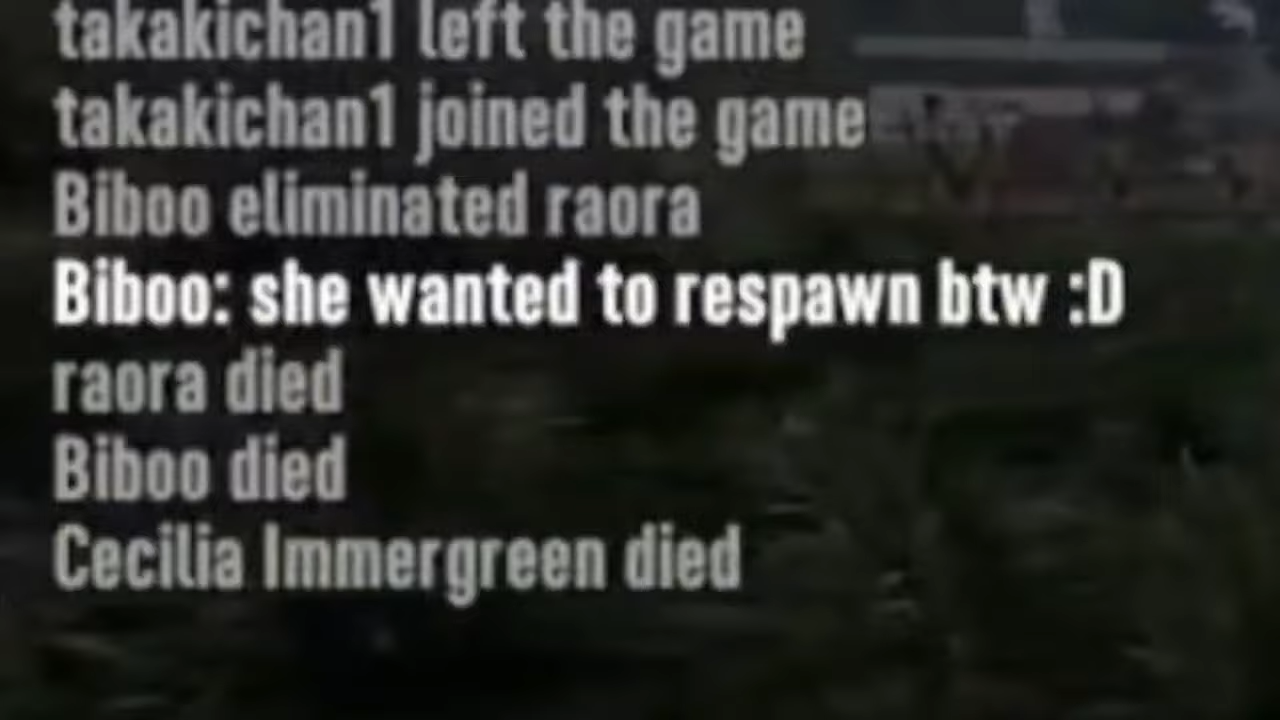 takakichan1 left the game
takakichan1 joined the game
Biboo eliminated raora
Biboo: she wanted to respawn btw :D
raora died
Biboo died
Cecilia Immergreen died